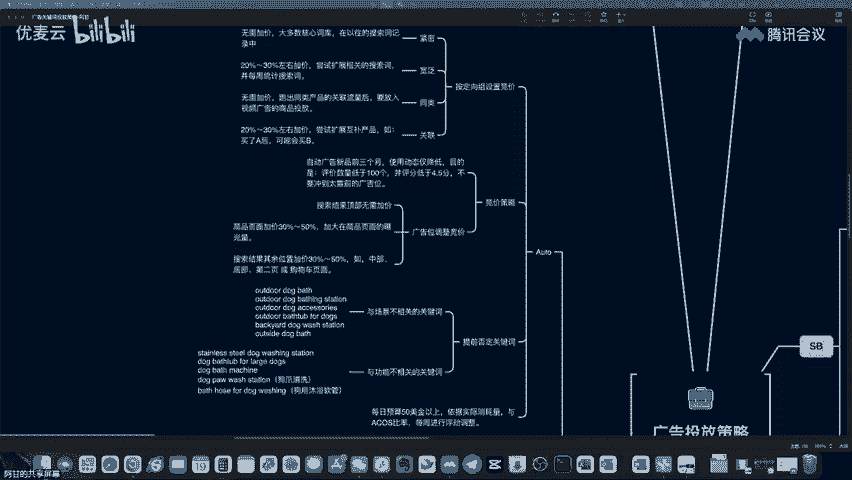 优麦云 bilibili
腾讯会议
无需加价，大多数核心词库，在以往的搜索词记
录中
紧密
20%～30%左右加价，尝试扩展相关的搜索词，
并每周统计搜索词。
宽泛
按定向组设置竞价
无需加价，跑出同类产品的关联流量后，要放入
视频广告的商品投放。
同类
20%～30%左右加价，尝试扩展互补产品，如：
买了A后，可能会买B。
关联
自动广告新品前三个月，使用动态仅降低，目的
是：评价数量低于100个，并评分低于4.5分，不
要冲到太靠前的广告位。
竞价策略
搜索结果顶部无需加价
商品页面加价30%～50%，加大在商品页面的曝
光量。
广告位调整竞价
搜索结果其余位置加价30%～50%，如，中部、
底部、第二页 或 购物车页面。
Auto
outdoor dog bath
outdoor dog bathing station
outdoor dog accessories
outdoor bathtub for dogs
backyard dog wash station
outside dog bath
与场景不相关的关键词
提前否定关键词
stainless steel dog washing station
dog bathtub for large dogs
dog bath machine
dog paw wash station（狗爪清洗）
bath hose for dog washing（狗用沐浴软管）
与功能不相关的关键词
每日预算50美金以上，依据实际消耗量，与
ACOS比率，每周进行浮动调整。
SB
广告投放策略
阿甘的共享屏幕